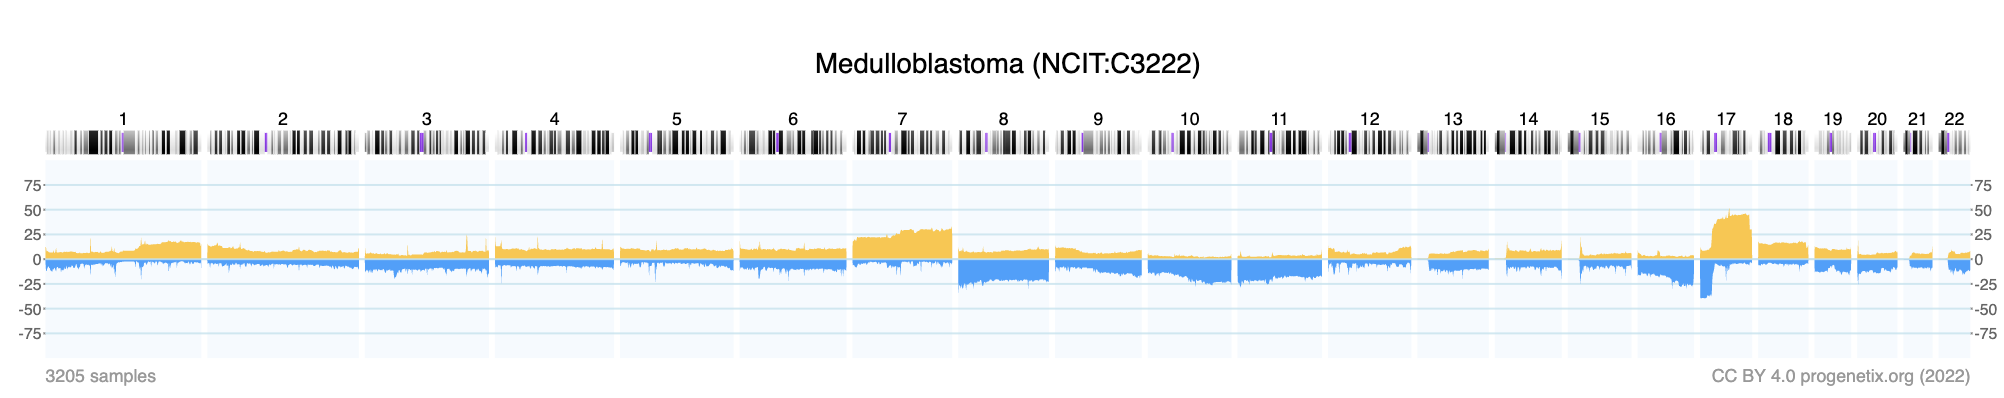 Medulloblastoma (NCIT:C3222)
1 2 3 4 5 6 7 8 9 10 11 12 13 14 15 16 17 18 19 20 21 22
75 75
50 50
25 25
0 0
-25 -25
-50 -50
-75 -75
3205 samples CC BY 4.0 progenetix.org (2022)